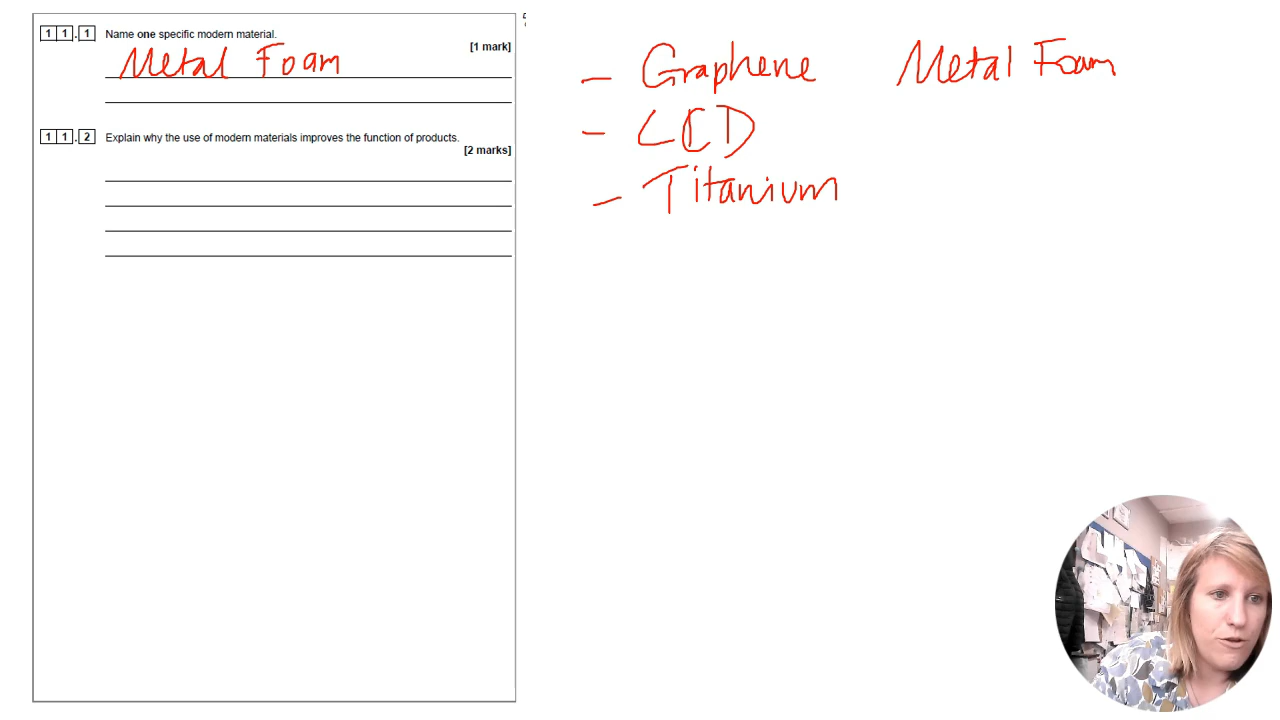 11.1 Name one specific modern material.
[1 mark]
Metal Foam
11.2 Explain why the use of modern materials improves the function of products.
[2 marks]
- Graphene Metal Foam
- LCD
- Titanium